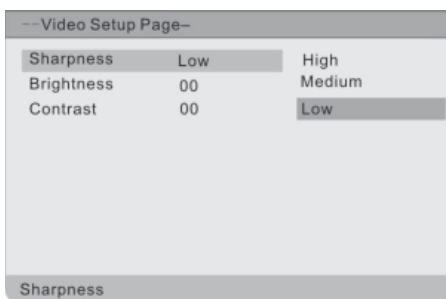 --Video Setup Page–
Sharpness Low High
Brightness 00 Medium
Contrast 00 Low
Sharpness